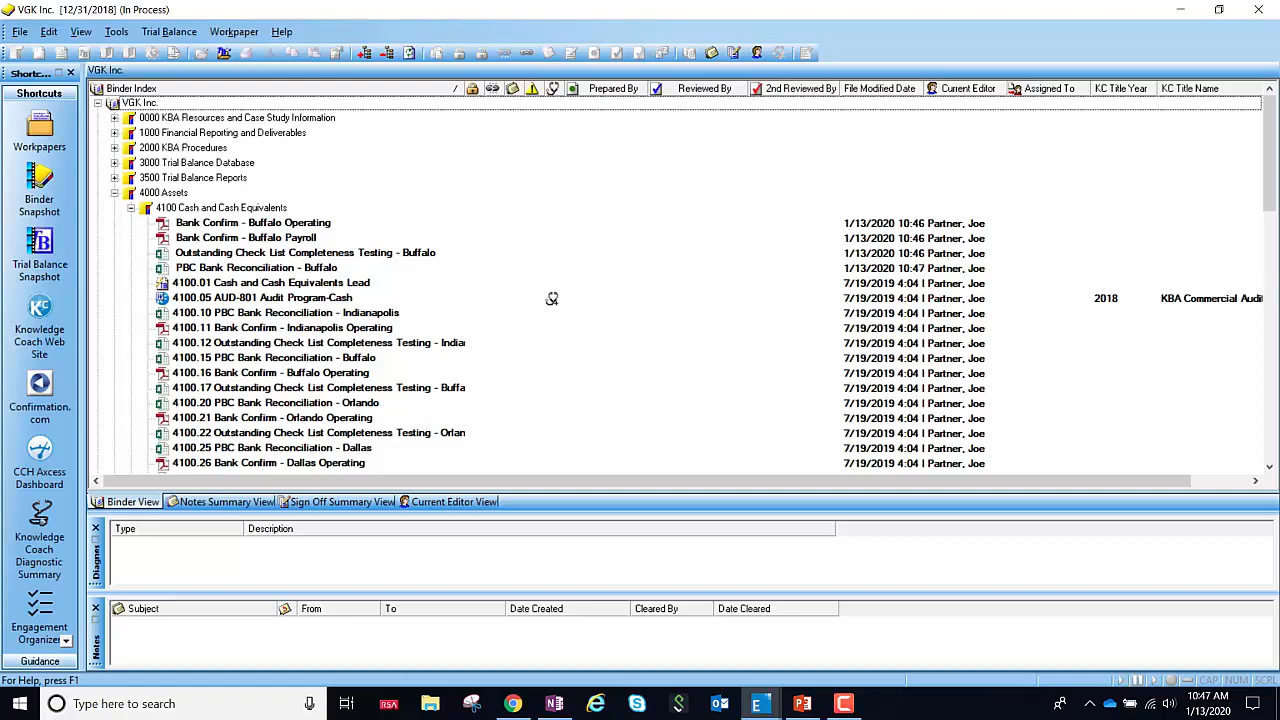 VGK Inc. [12/31/2018] (In Process)
File Edit View Tools Trial Balance Workpaper Help
Shortc... VGK Inc.
Shortcuts
Workpapers
Binder
Snapshot
Trial Balance
Snapshot
Knowledge
Coach Web
Site
Confirmation.
com
CCH Axcess
Dashboard
Knowledge
Coach
Diagnostic
Summary
Engagement
Organizer
Guidance
Binder Index / Prepared By Reviewed By 2nd Reviewed By File Modified Date Current Editor Assigned To KC Title Year KC Title Name
VGK Inc.
0000 KBA Resources and Case Study Information
1000 Financial Reporting and Deliverables
2000 KBA Procedures
3000 Trial Balance Database
3500 Trial Balance Reports
4000 Assets
4100 Cash and Cash Equivalents
Bank Confirm - Buffalo Operating 1/13/2020 10:46 Partner, Joe
Bank Confirm - Buffalo Payroll 1/13/2020 10:46 Partner, Joe
Outstanding Check List Completeness Testing - Buffalo 1/13/2020 10:46 Partner, Joe
PBC Bank Reconciliation - Buffalo 1/13/2020 10:47 Partner, Joe
4100.01 Cash and Cash Equivalents Lead 7/19/2019 4:04 Partner, Joe
4100.05 AUD-801 Audit Program-Cash 7/19/2019 4:04 Partner, Joe 2018 KBA Commercial Audi
4100.10 PBC Bank Reconciliation - Indianapolis 7/19/2019 4:04 Partner, Joe
4100.11 Bank Confirm - Indianapolis Operating 7/19/2019 4:04 Partner, Joe
4100.12 Outstanding Check List Completeness Testing - India 7/19/2019 4:04 Partner, Joe
4100.15 PBC Bank Reconciliation - Buffalo 7/19/2019 4:04 Partner, Joe
4100.16 Bank Confirm - Buffalo Operating 7/19/2019 4:04 Partner, Joe
4100.17 Outstanding Check List Completeness Testing - Buffa 7/19/2019 4:04 Partner, Joe
4100.20 PBC Bank Reconciliation - Orlando 7/19/2019 4:04 Partner, Joe
4100.21 Bank Confirm - Orlando Operating 7/19/2019 4:04 Partner, Joe
4100.22 Outstanding Check List Completeness Testing - Orlan 7/19/2019 4:04 Partner, Joe
4100.25 PBC Bank Reconciliation - Dallas 7/19/2019 4:04 Partner, Joe
4100.26 Bank Confirm - Dallas Operating 7/19/2019 4:04 Partner, Joe
Binder View Notes Summary View Sign Off Summary View Current Editor View
Type Description
Diagnos
Subject From To Date Created Cleared By Date Cleared
Notes
For Help, press F1 CAP NUM SCRL
Type here to search RSA
10:47 AM
1/13/2020